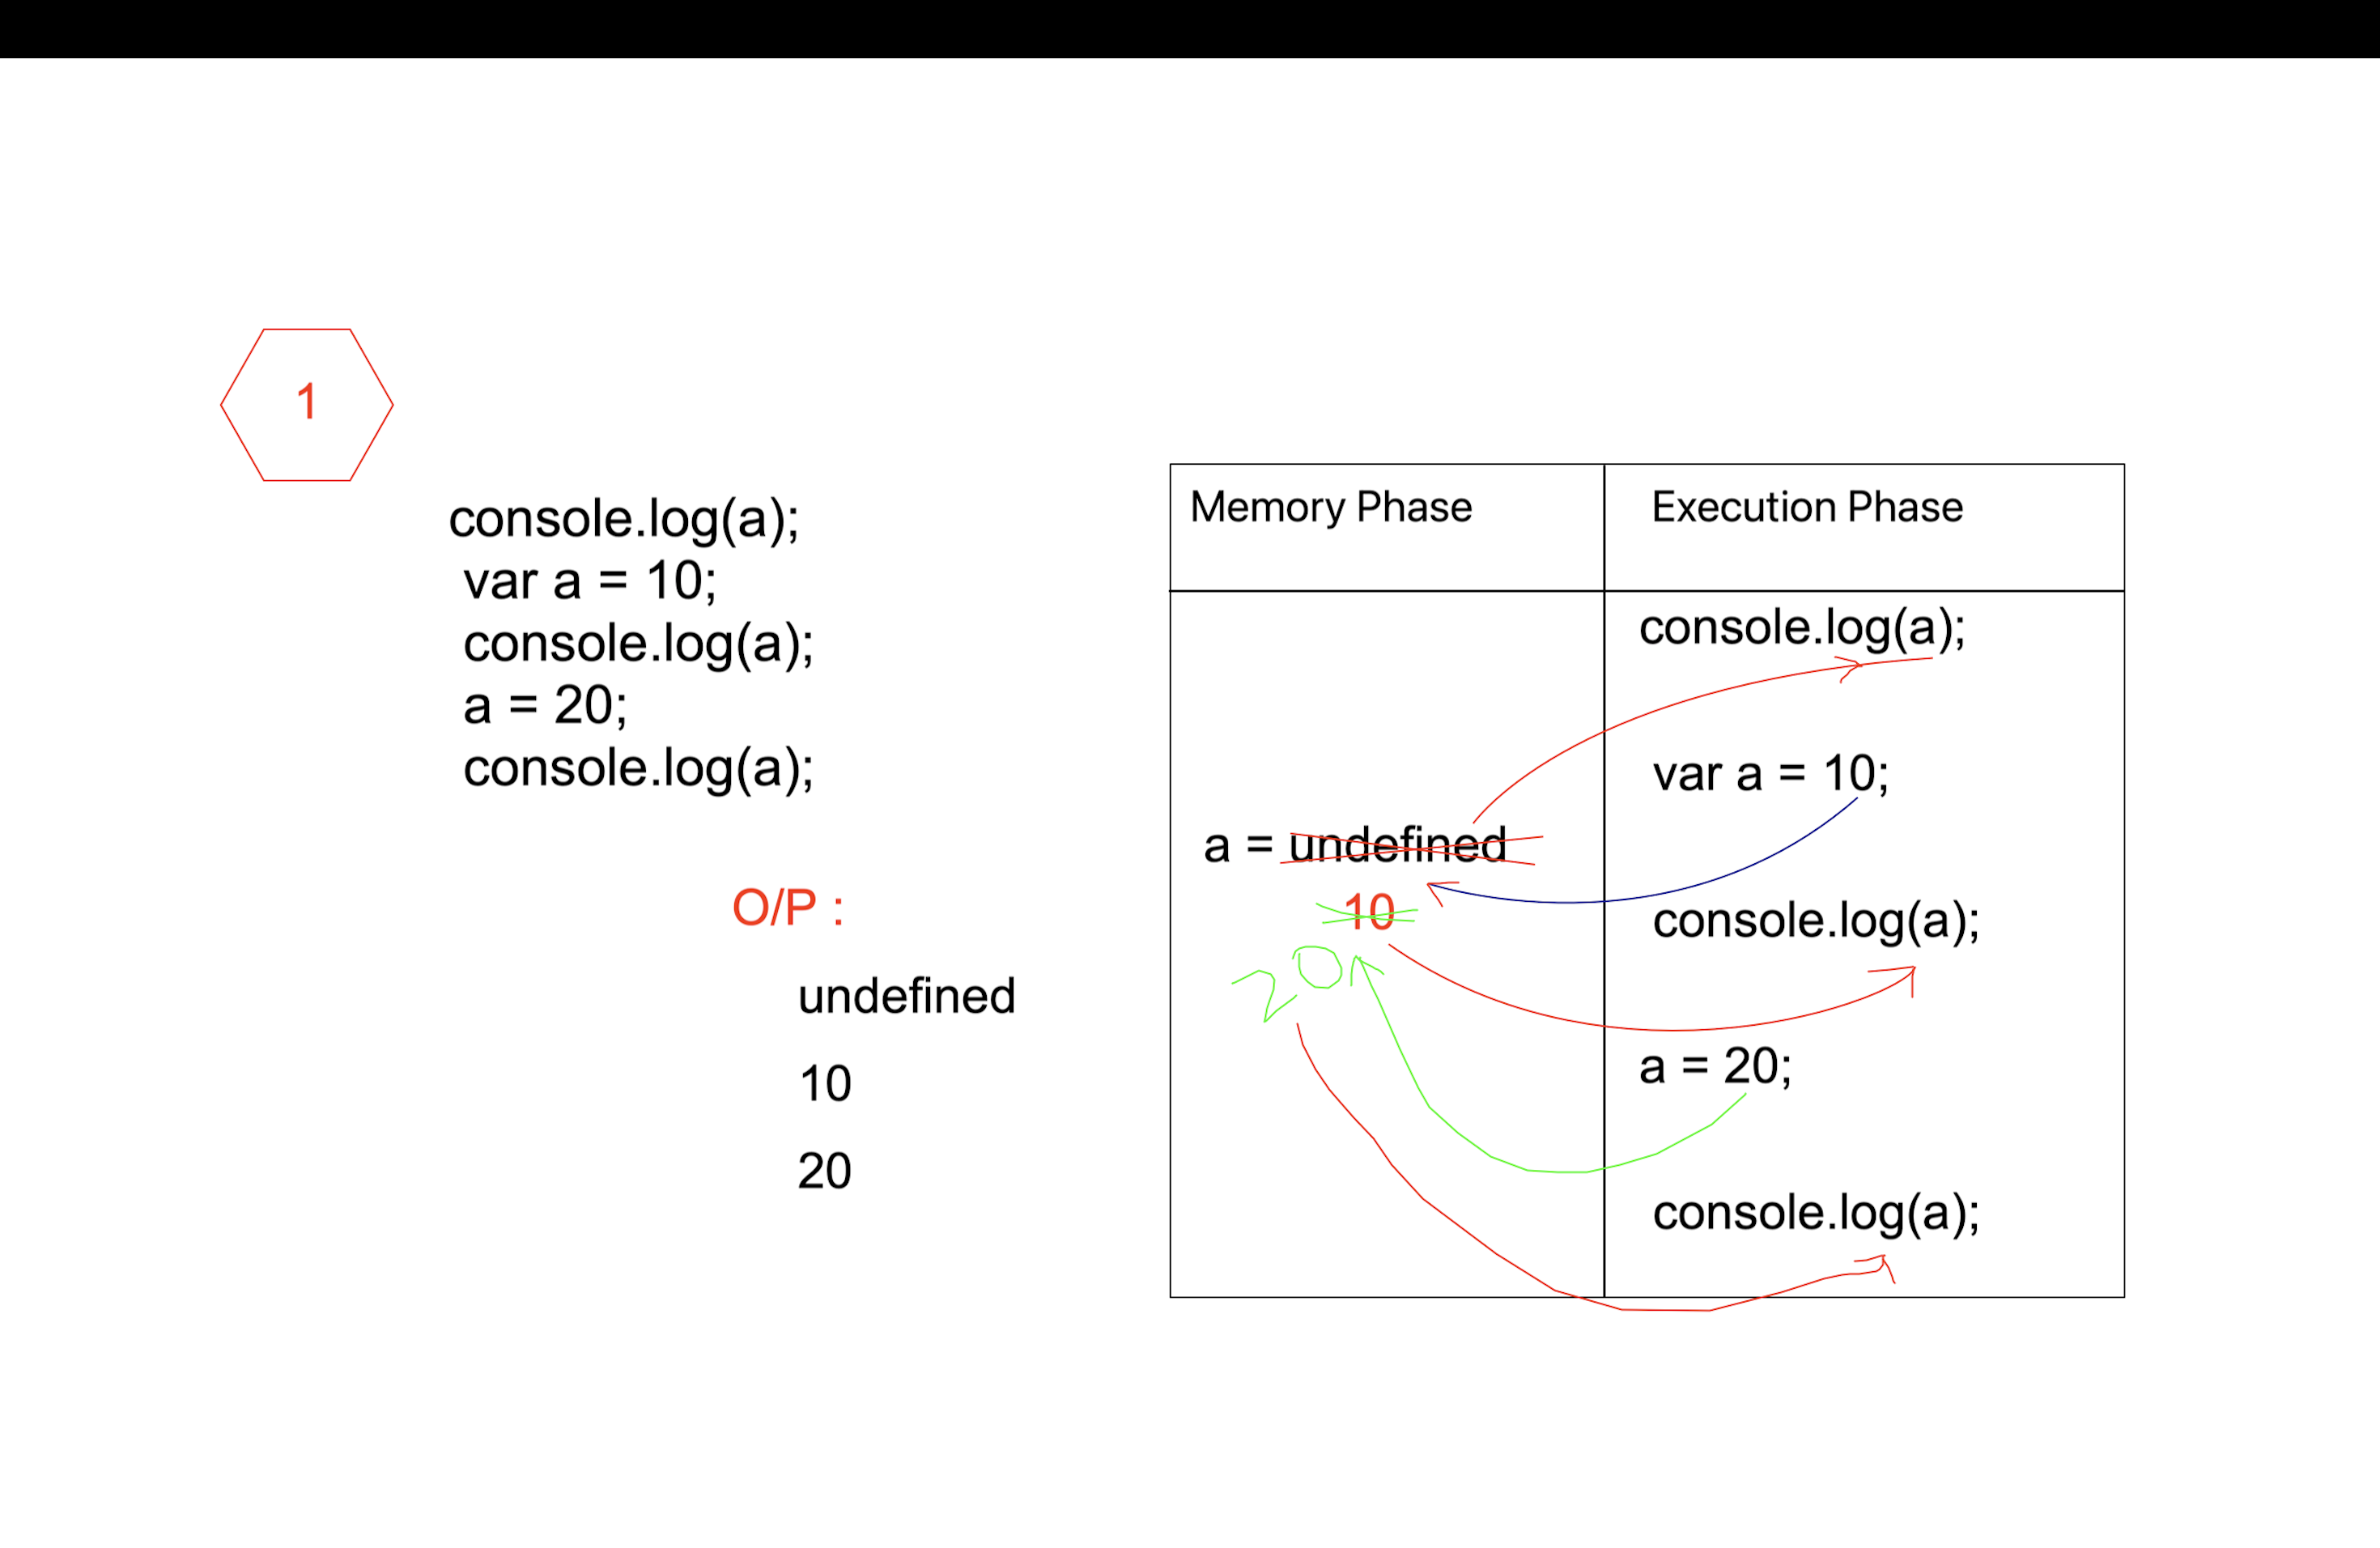 1
console.log(a);
var a = 10;
console.log(a);
a = 20;
console.log(a);
O/P :
undefined
10
20
Memory Phase
Execution Phase
a = undefined
10
20
console.log(a);
var a = 10;
console.log(a);
a = 20;
console.log(a);